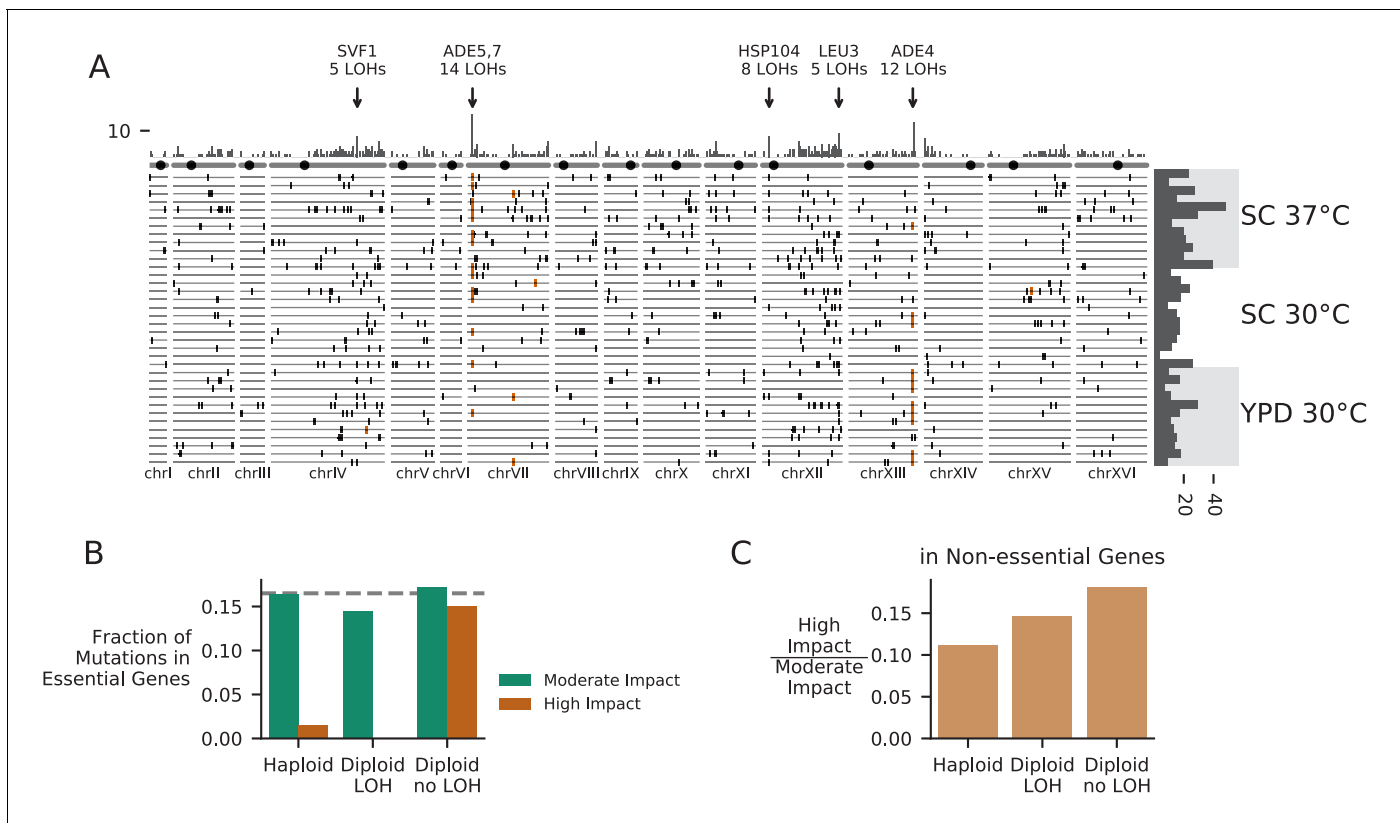 A
SVF1
5 LOHs
ADE5,7
14 LOHs
HSP104
8 LOHs
LEU3
5 LOHs
ADE4
12 LOHs
10
SC 37°C
SC 30°C
YPD 30°C
chrI chrII chrIII chrIV chrV chrVI chrVII chrVIII chrIX chrX chrXI chrXII chrXIII chrXIV chrXV chrXVI
20 40
B
Fraction of
Mutations in
Essential Genes
0.15
0.10
0.05
0.00
Haploid
Diploid
LOH
Diploid
no LOH
Moderate Impact
High Impact
C
in Non-essential Genes
High
Impact
Moderate
Impact
0.15
0.10
0.05
0.00
Haploid
Diploid
LOH
Diploid
no LOH